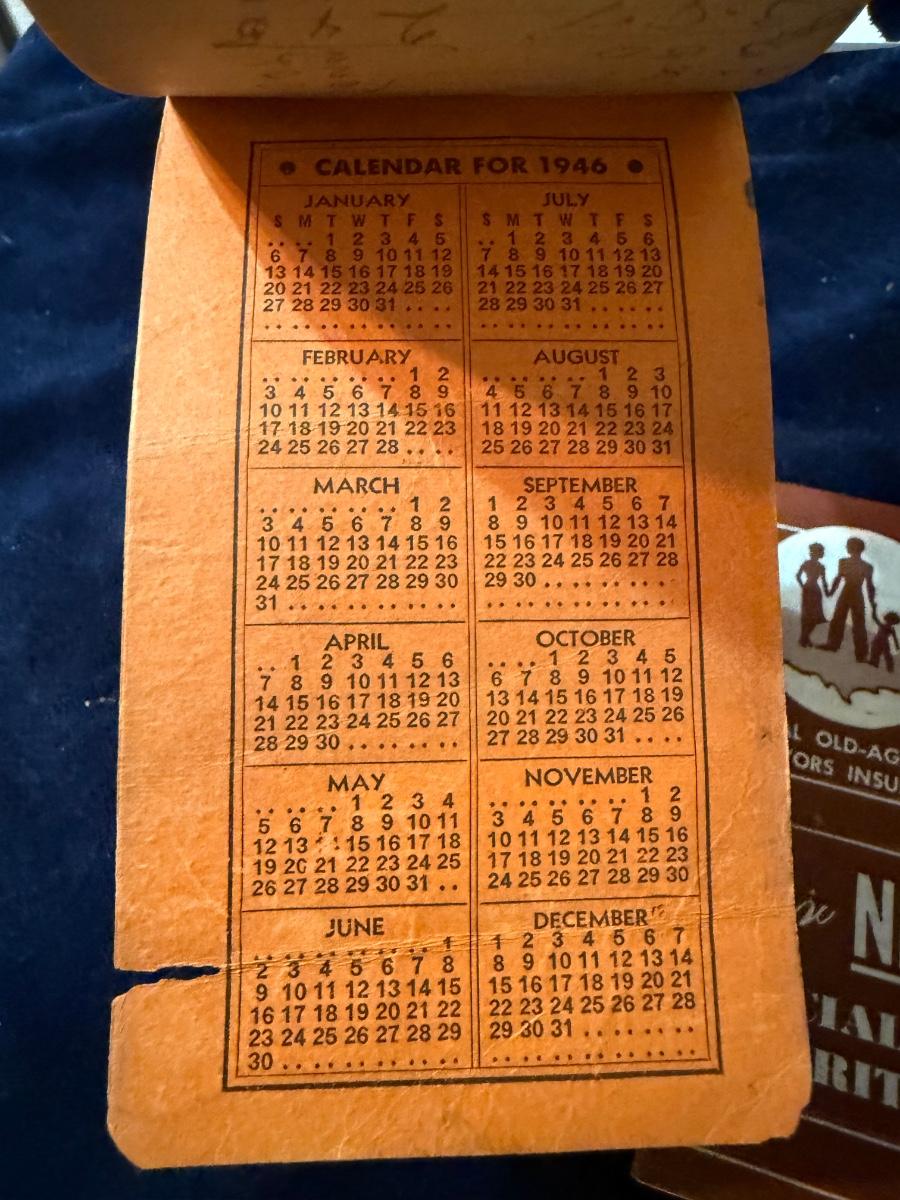 CALENDAR FOR 1946
JANUARY
S M T W T F S
.. .. 1 2 3 4 5
6 7 8 9 10 11 12
13 14 15 16 17 18 19
20 21 22 23 24 25 26
27 28 29 30 31 .. ..
FEBRUARY
.. .. .. .. .. 1 2
3 4 5 6 7 8 9
10 11 12 13 14 15 16
17 18 19 20 21 22 23
24 25 26 27 28 .. ..
MARCH
.. .. .. .. .. 1 2
3 4 5 6 7 8 9
10 11 12 13 14 15 16
17 18 19 20 21 22 23
24 25 26 27 28 29 30
31 .. .. .. .. .. ..
APRIL
.. 1 2 3 4 5 6
7 8 9 10 11 12 13
14 15 16 17 18 19 20
21 22 23 24 25 26 27
28 29 30 .. .. .. ..
MAY
.. .. .. 1 2 3 4
5 6 7 8 9 10 11
12 13 15 16 17 18
19 20 21 22 23 24 25
26 27 28 29 30 31 ..
JUNE
.. .. .. .. .. .. 1
2 3 4 5 6 7 8
9 10 11 12 13 14 15
16 17 18 19 20 21 22
23 24 25 26 27 28 29
30 .. .. .. .. .. ..
JULY
S M T W T F S
.. 1 2 3 4 5 6
7 8 9 10 11 12 13
14 15 16 17 18 19 20
21 22 23 24 25 26 27
28 29 30 31 .. .. ..
AUGUST
.. .. .. .. 1 2 3
4 5 6 7 8 9 10
11 12 13 14 15 16 17
18 19 20 21 22 23 24
25 26 27 28 29 30 31
SEPTEMBER
1 2 3 4 5 6 7
8 9 10 11 12 13 14
15 16 17 18 19 20 21
22 23 24 25 26 27 28
29 30 .. .. .. .. ..
OCTOBER
.. .. 1 2 3 4 5
6 7 8 9 10 11 12
13 14 15 16 17 18 19
20 21 22 23 24 25 26
27 28 29 30 31 .. ..
NOVEMBER
.. .. .. .. .. 1 2
3 4 5 6 7 8 9
10 11 12 13 14 15 16
17 18 19 20 21 22 23
24 25 26 27 28 29 30
DECEMBER
1 2 3 4 5 6 7
8 9 10 11 12 13 14
15 16 17 18 19 20 21
22 23 24 25 26 27 28
29 30 31 .. .. .. ..
L OLD-AG
ORS INSU
N
IAL
RIT